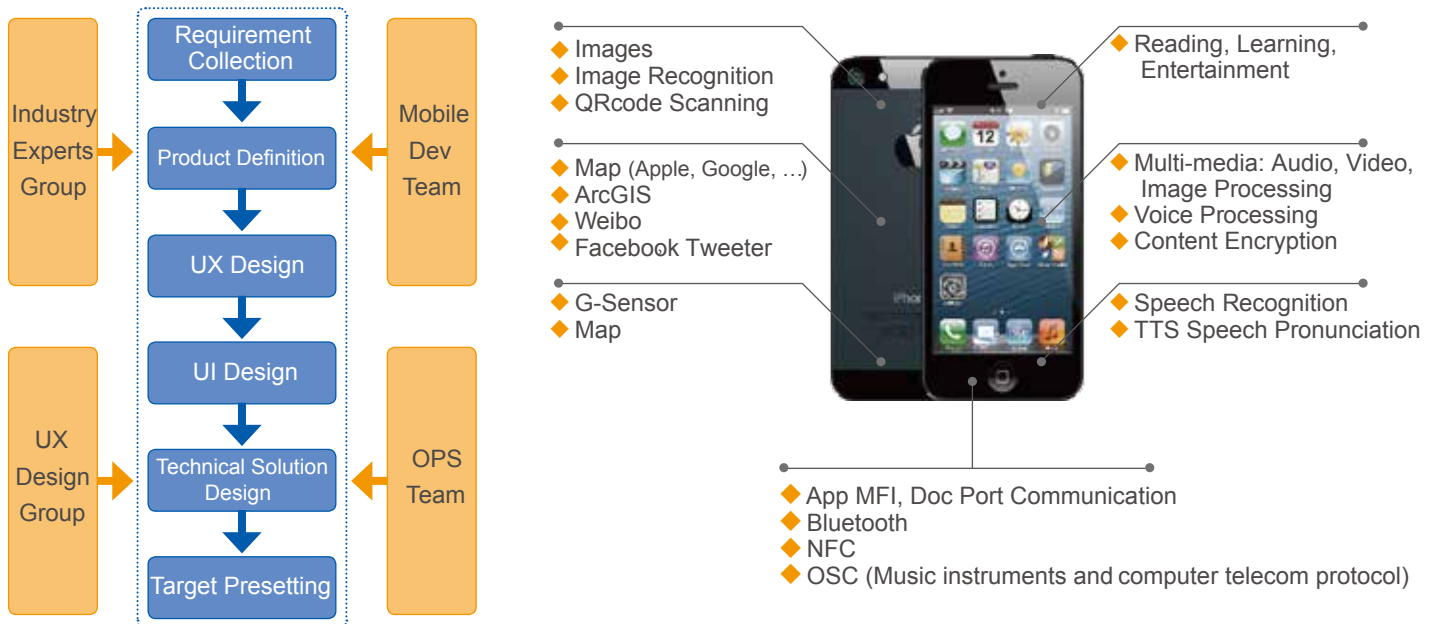 Requirement
Collection
Industry
Experts
Group
Mobile
Dev
Team
Product Definition
UX Design
UI Design
UX
Design
Group
OPS
Team
Technical Solution
Design
Target Presetting
Images
Image Recognition
QRcode Scanning
Map (Apple, Google, …)
ArcGIS
Weibo
Facebook Tweeter
G-Sensor
Map
12
Reading, Learning,
Entertainment
Multi-media: Audio, Video,
Image Processing
Voice Processing
Content Encryption
Speech Recognition
TTS Speech Pronunciation
App MFI, Doc Port Communication
Bluetooth
NFC
OSC (Music instruments and computer telecom protocol)